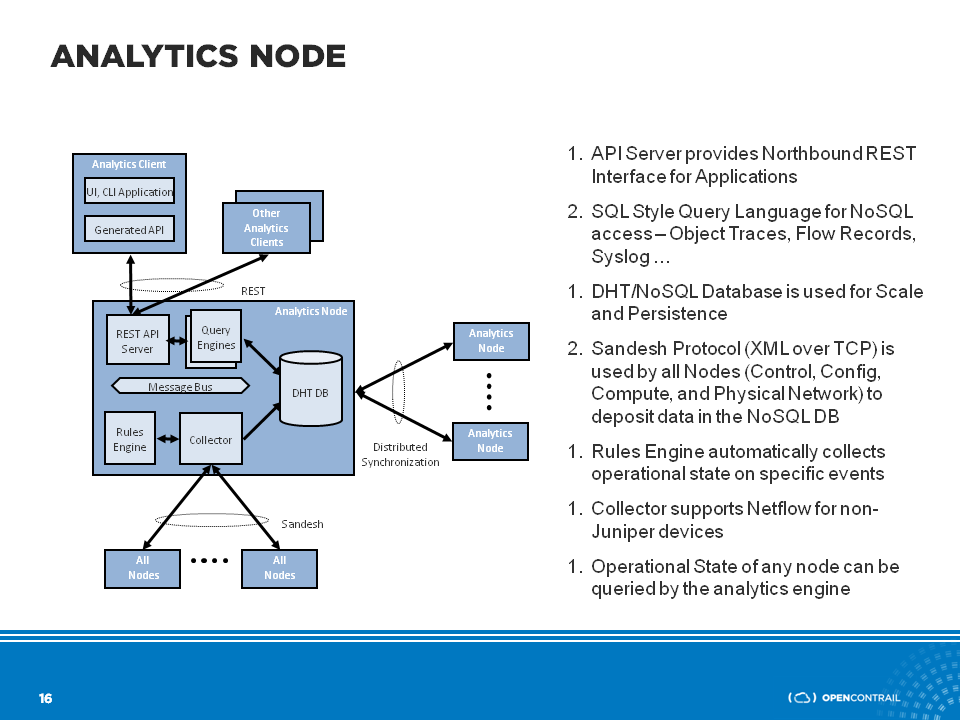 ANALYTICS NODE
Analytics Client
UI, CLI Application
Generated API
Other
Analytics
Clients
REST
Analytics Node
REST API
Server
Query
Engines
Message Bus
DHT DB
Rules
Engine
Collector
Analytics
Node
Analytics
Node
Distributed
Synchronization
Sandesh
All
Nodes
All
Nodes
1. API Server provides Northbound REST
Interface for Applications
2. SQL Style Query Language for NoSQL
access – Object Traces, Flow Records,
Syslog …
1. DHT/NoSQL Database is used for Scale
and Persistence
2. Sandesh Protocol (XML over TCP) is
used by all Nodes (Control, Config,
Compute, and Physical Network) to
deposit data in the NoSQL DB
1. Rules Engine automatically collects
operational state on specific events
1. Collector supports Netflow for non-
Juniper devices
1. Operational State of any node can be
queried by the analytics engine
16
OPENCONTRAIL